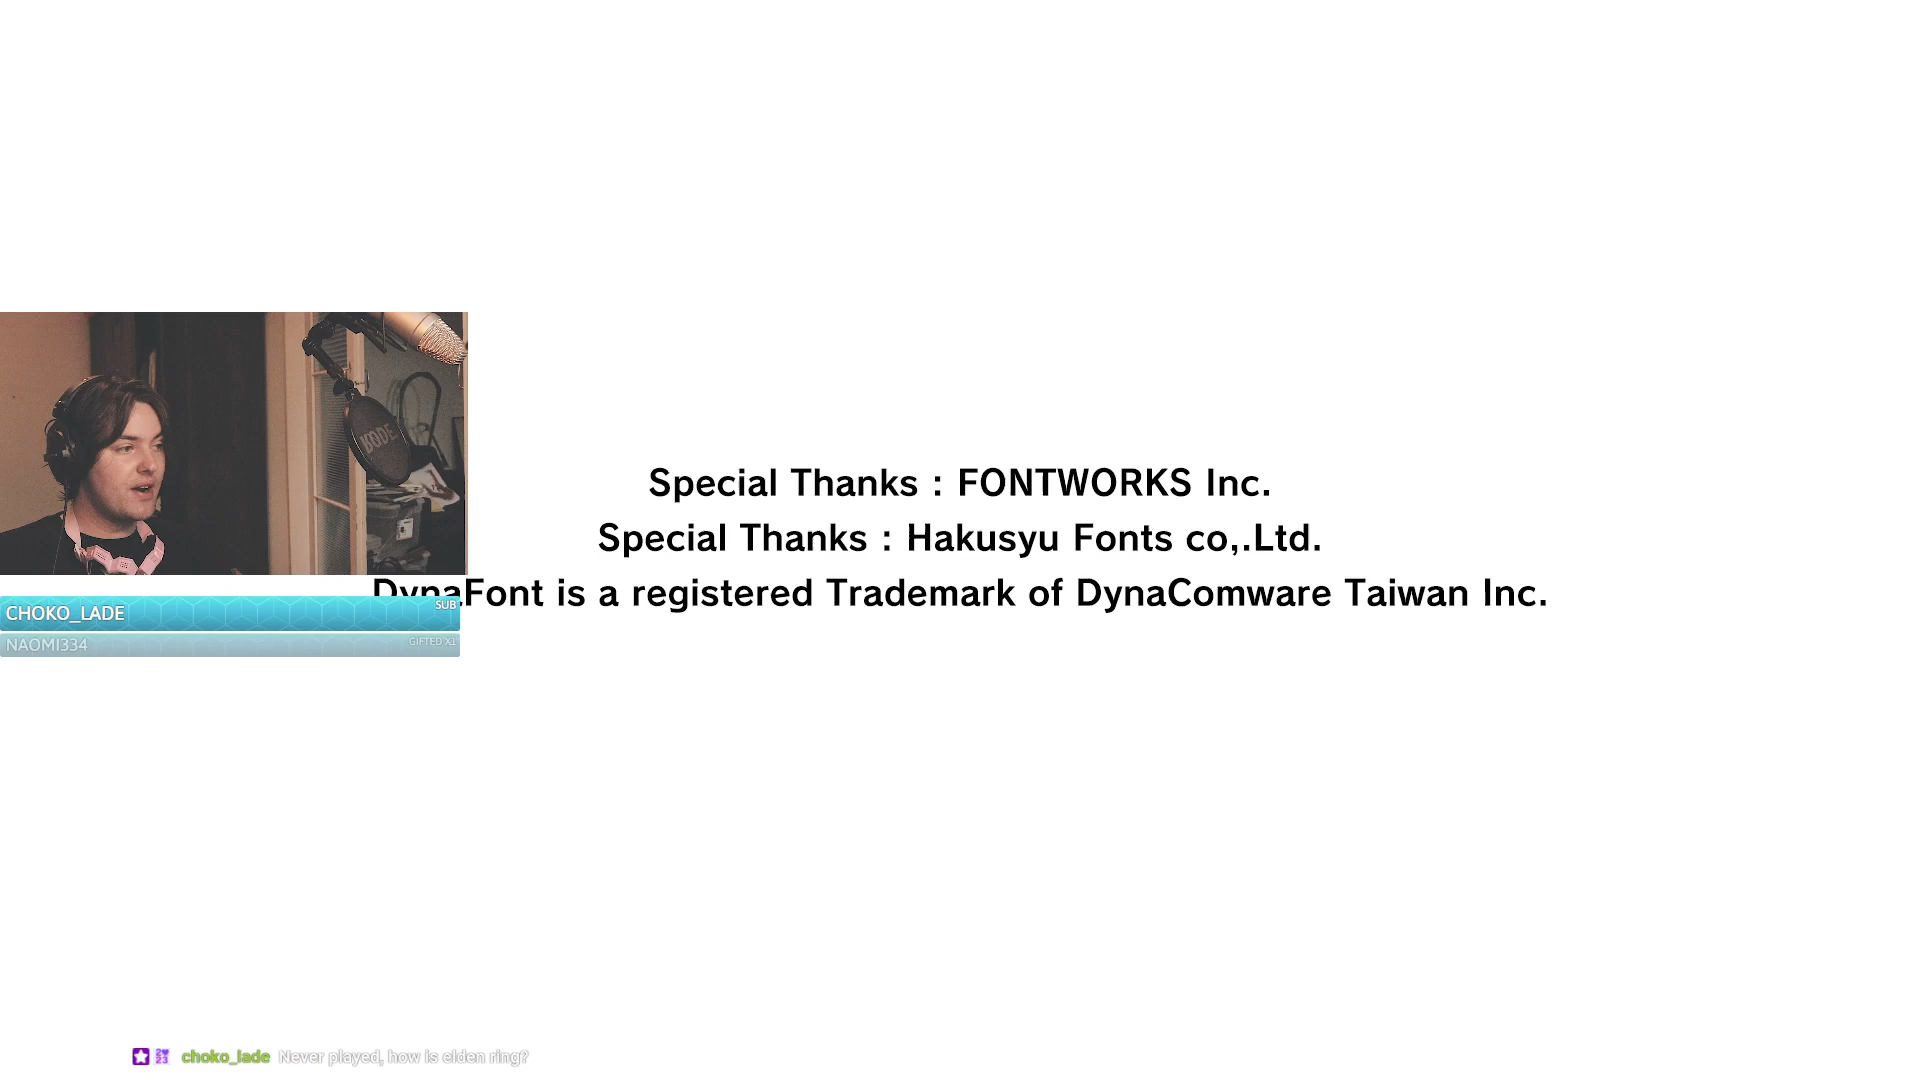 RODE
Special Thanks : FONTWORKS Inc.
Special Thanks : Hakusyu Fonts co,.Ltd.
DynaFont is a registered Trademark of DynaComware Taiwan Inc.
CHOKO_LADE SUB
NAOMI334 GIFTED X1
choko_lade Never played, how is elden ring?